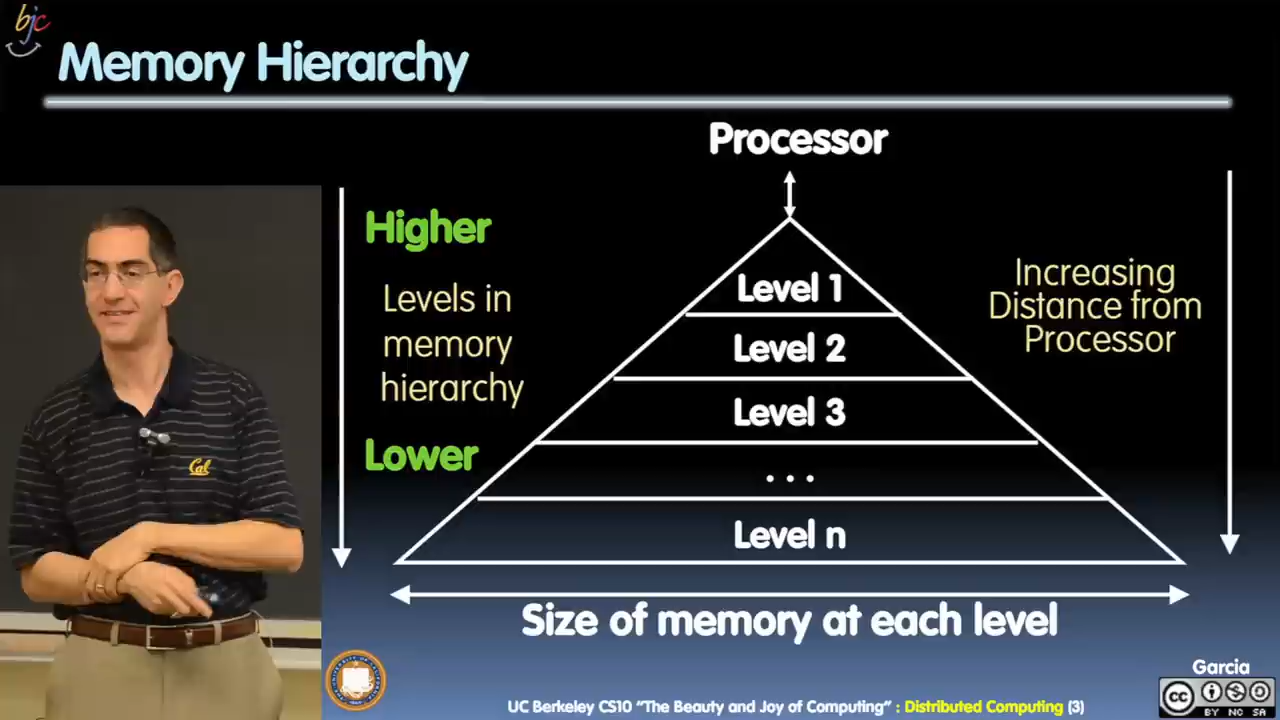 bjc
Memory Hierarchy
Processor
Higher
Levels in
memory
hierarchy
Lower
Level 1
Level 2
Level 3
...
Level n
Increasing
Distance from
Processor
Size of memory at each level
Cal
Garcia
UC Berkeley CS10 "The Beauty and Joy of Computing" : Distributed Computing (3)
cc
BY NC SA